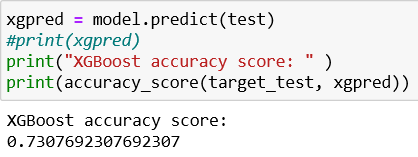 xgpred = model.predict(test)
#print(xgpred)
print("XGBoost accuracy score: " )
print(accuracy_score(target_test, xgpred))
XGBoost accuracy score:
0.7307692307692307